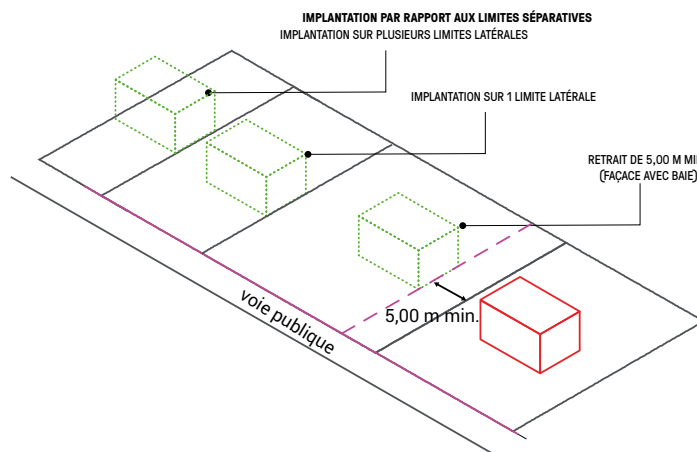 IMPLANTATION PAR RAPPORT AUX LIMITES SÉPARATIVES
IMPLANTATION SUR PLUSIEURS LIMITES LATÉRALES
IMPLANTATION SUR 1 LIMITE LATÉRALE
RETRAIT DE 5,00 M MI
(FAÇACE AVEC BAIE)
5,00 m min.
voie publique